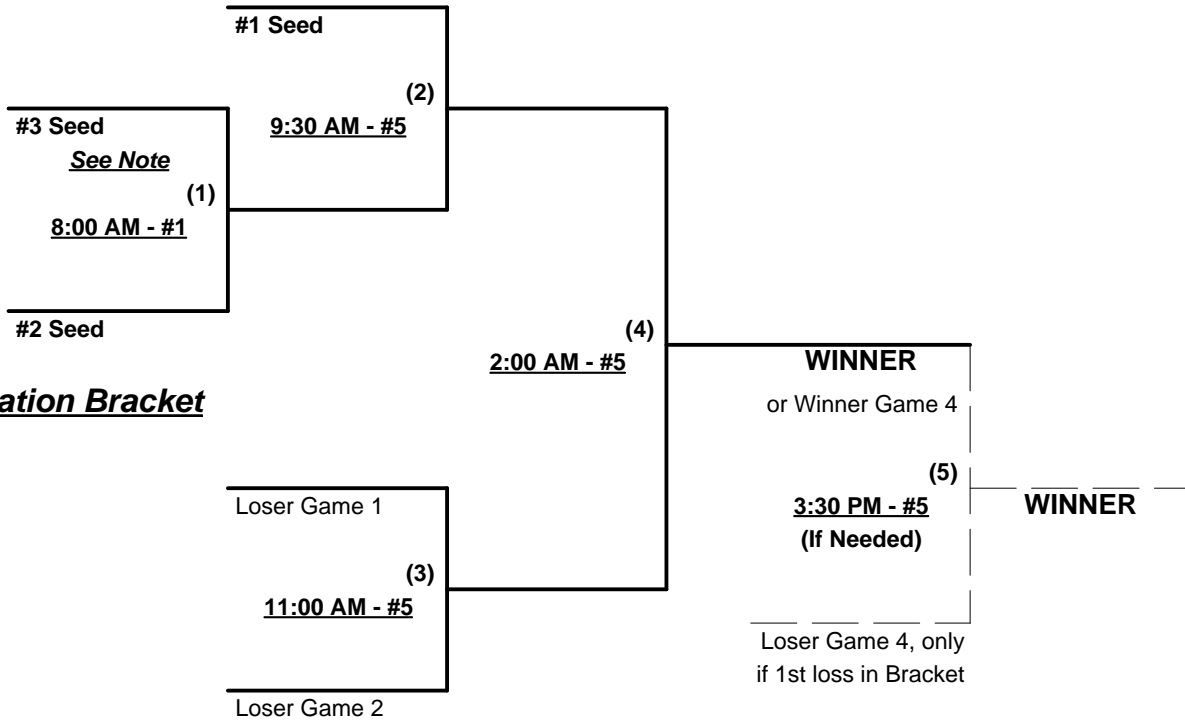 #1 Seed
(2)
9:30 AM - #5
#3 Seed
See Note
(1)
8:00 AM - #1
#2 Seed
(4)
2:00 AM - #5
WINNER
or Winner Game 4
Bracket
Loser Game 1
(5)
3:30 PM - #5
WINNER
(If Needed)
(3)
11:00 AM - #5
Loser Game 4, only
if 1st loss in Bracket
Loser Game 2